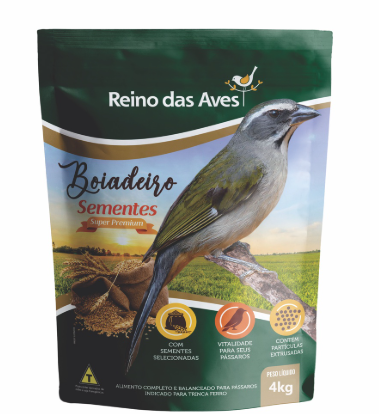 Reino das Aves
Boiadeiro
Sementes
Super Premium
COM
SEMENTES
SELECIONADAS
VITALIDADE
PARA SEUS
PÁSSAROS
CONTÉM
PARTÍCULAS
EXTRUSADAS
PESO LÍQUIDO
4kg
T
ALIMENTO COMPLETO E BALANCEADO PARA PÁSSAROS
INDICADO PARA TRINCA FERRO